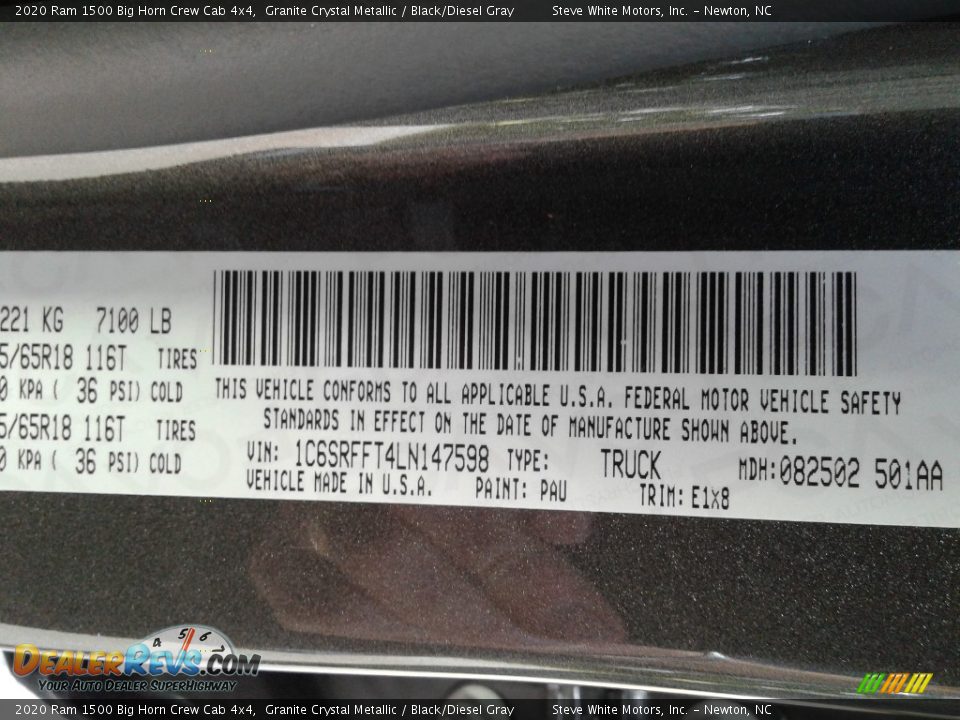 2020 Ram 1500 Big Horn Crew Cab 4x4, Granite Crystal Metallic / Black/Diesel Gray Steve White Motors, Inc. - Newton, NC
221 KG 7100 LB
5/65R18 116T TIRES
0 KPA ( 36 PSI) COLD
5/65R18 116T TIRES
0 KPA ( 36 PSI) COLD
THIS VEHICLE CONFORMS TO ALL APPLICABLE U.S.A. FEDERAL MOTOR VEHICLE SAFETY
STANDARDS IN EFFECT ON THE DATE OF MANUFACTURE SHOWN ABOVE.
VIN: 1C6SRFFT4LN147598 TYPE: TRUCK MDH:082502 501AA
VEHICLE MADE IN U.S.A. PAINT: PAU TRIM: E1X8
4 5 6 7
DealerRevs.com
Your Auto Dealer SuperHighway
2020 Ram 1500 Big Horn Crew Cab 4x4, Granite Crystal Metallic / Black/Diesel Gray Steve White Motors, Inc. - Newton, NC